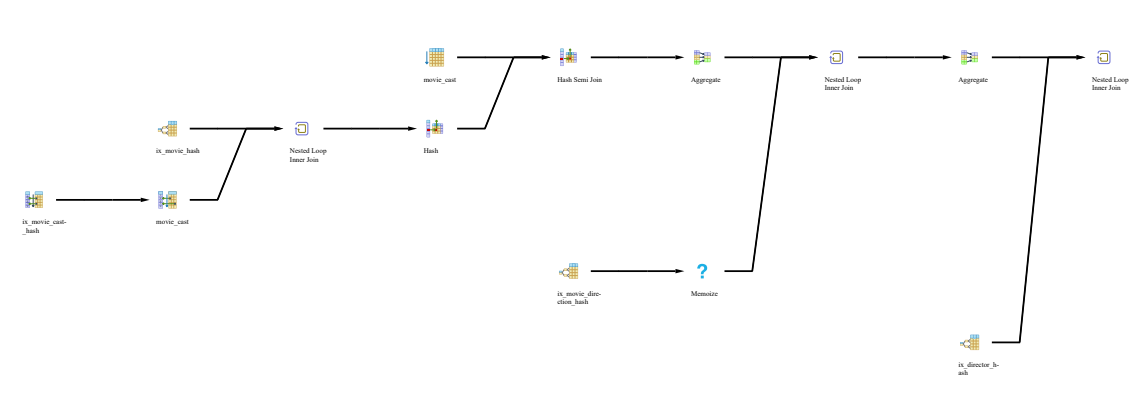 movie_cast
Hash Semi Join
Aggregate
Nested Loop
Inner Join
Aggregate
Nested Loop
Inner Join
ix_movie_hash
Nested Loop
Inner Join
Hash
ix_movie_cast-
_hash
movie_cast
ix_movie_dire-
ction_hash
?
Memoize
ix_director_h-
ash